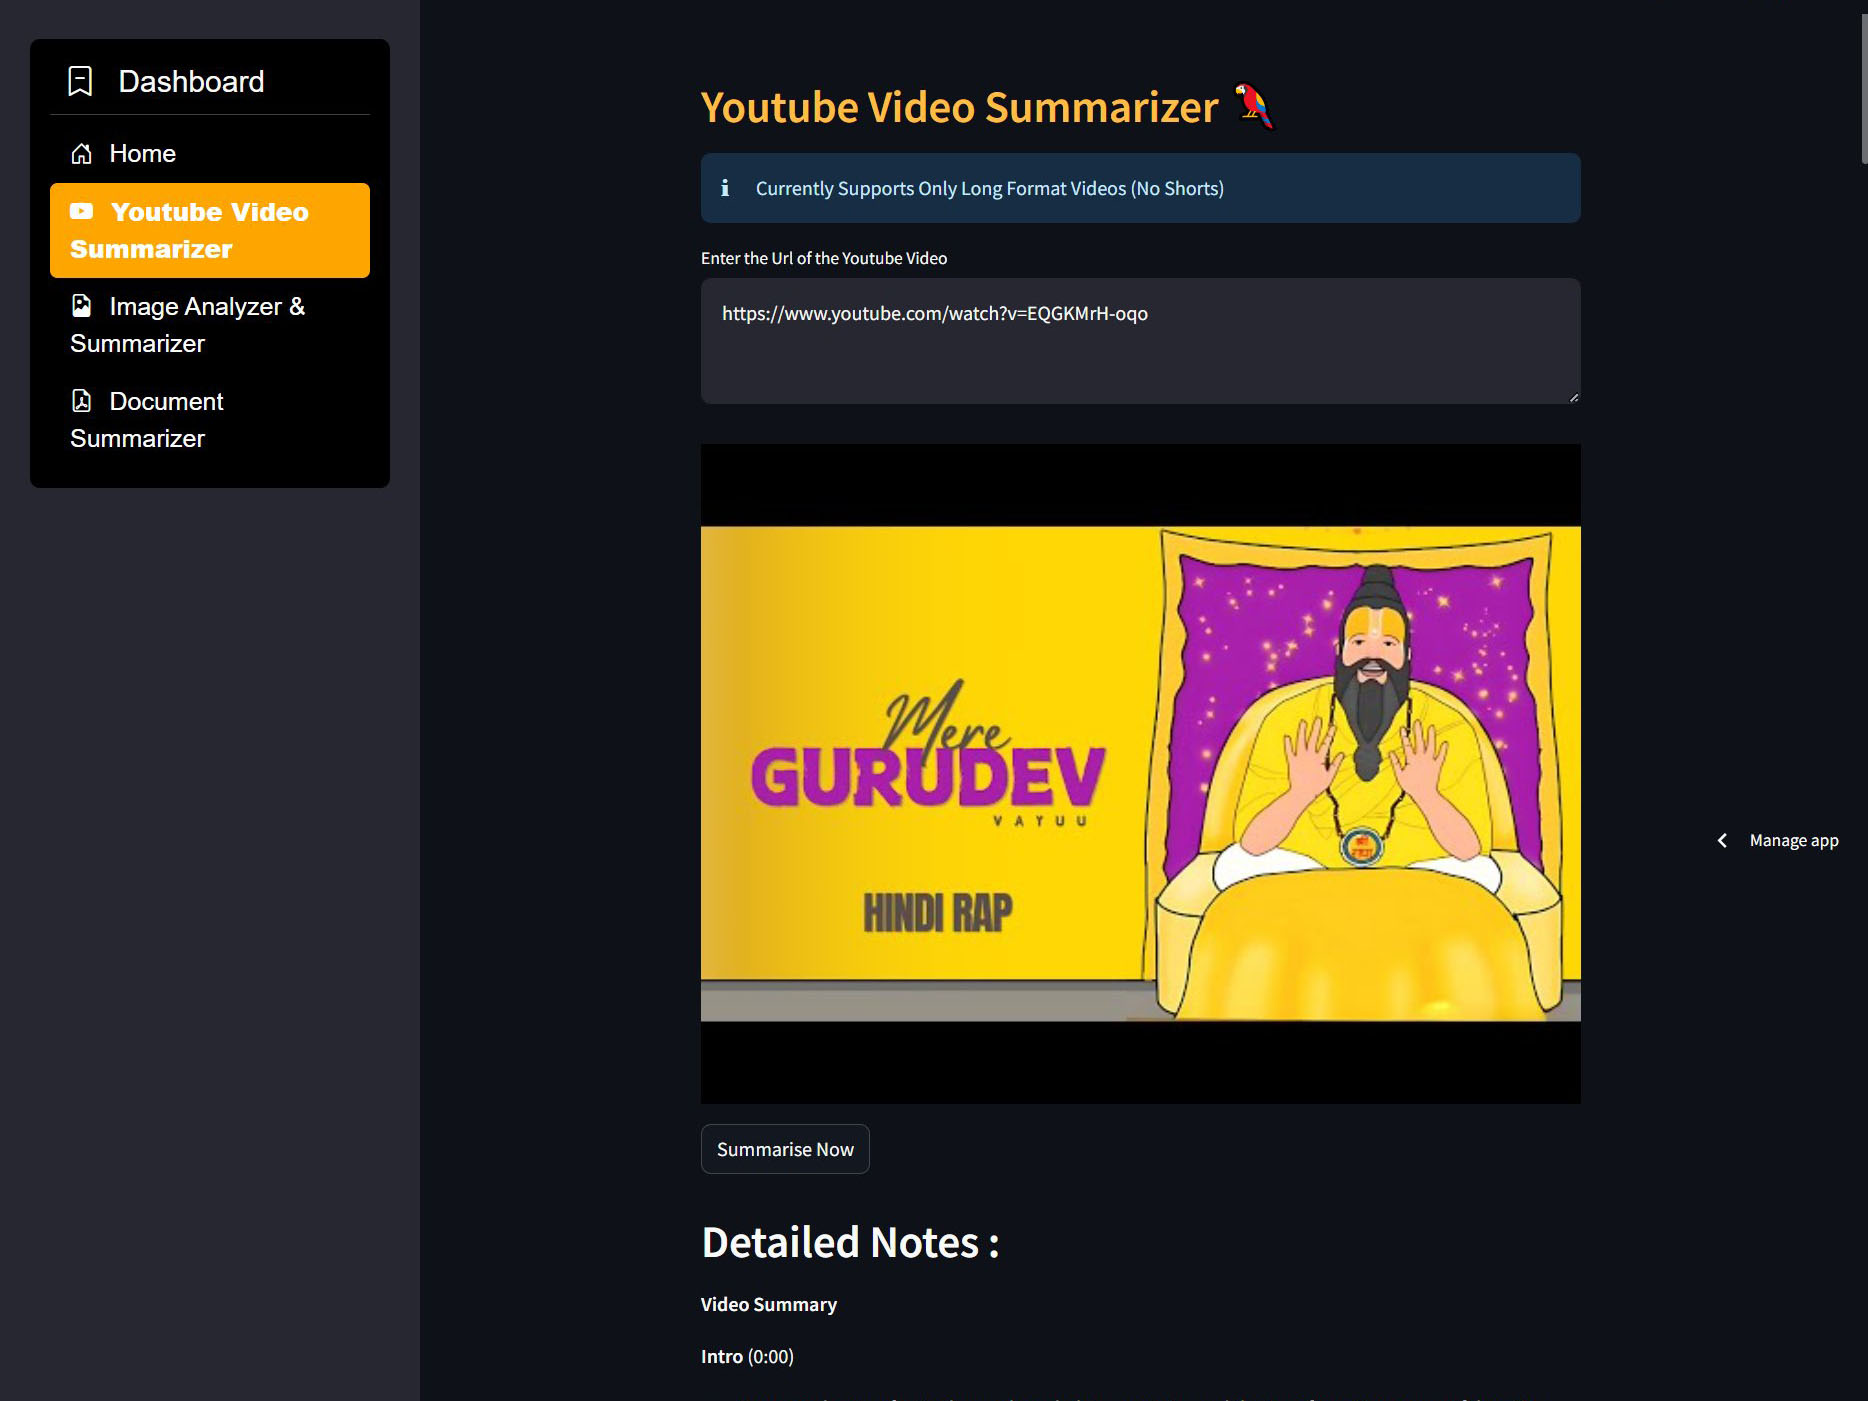 Dashboard
Home
Youtube Video
Summarizer
Image Analyzer &
Summarizer
Document
Summarizer
Youtube Video Summarizer
Currently Supports Only Long Format Videos (No Shorts)
Enter the Url of the Youtube Video
https://www.youtube.com/watch?v=EQGKMrH-oqo
Mere
GURUDEV
VAYUU
HINDI RAP
श्री
राधा
Manage app
Summarise Now
Detailed Notes :
Video Summary
Intro (0:00)